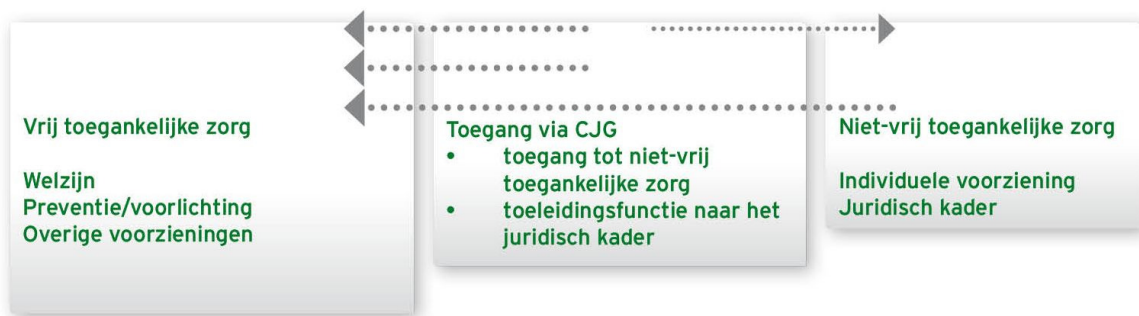 Vrij toegankelijke zorg
Welzijn
Preventie/voorlichting
Overige voorzieningen
Toegang via CJG
• toegang tot niet-vrij
toegankelijke zorg
• toeleidingsfunctie naar het
juridisch kader
Niet-vrij toegankelijke zorg
Individuele voorziening
Juridisch kader